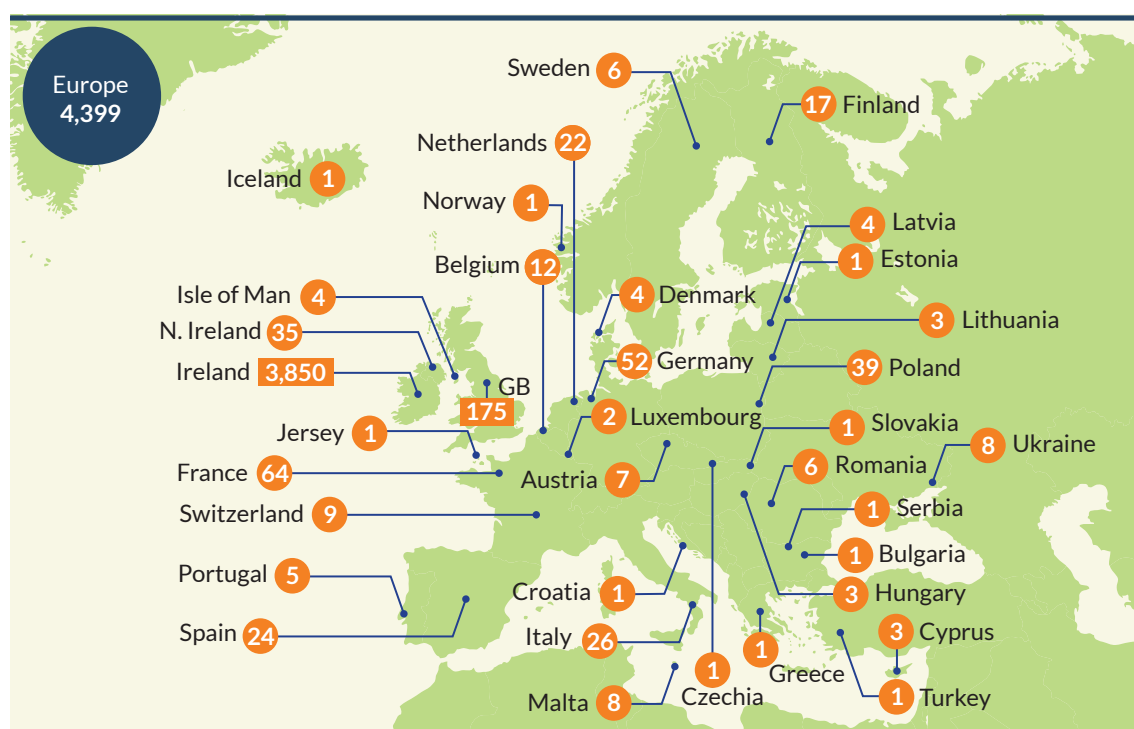 Europe
4,399
Sweden 6
17 Finland
Netherlands 22
Iceland 1
Norway 1
4 Latvia
Belgium 12
1 Estonia
Isle of Man 4
4 Denmark
N. Ireland 35
3 Lithuania
Ireland 3,850
52 Germany
39 Poland
GB
175
2 Luxembourg
Jersey 1
1 Slovakia
8 Ukraine
France 64
Austria 7
6 Romania
Switzerland 9
1 Serbia
1 Bulgaria
Portugal 5
Croatia 1
3 Hungary
Spain 24
Italy 26
3 Cyprus
1
Greece
1
Czechia
Malta 8
1 Turkey